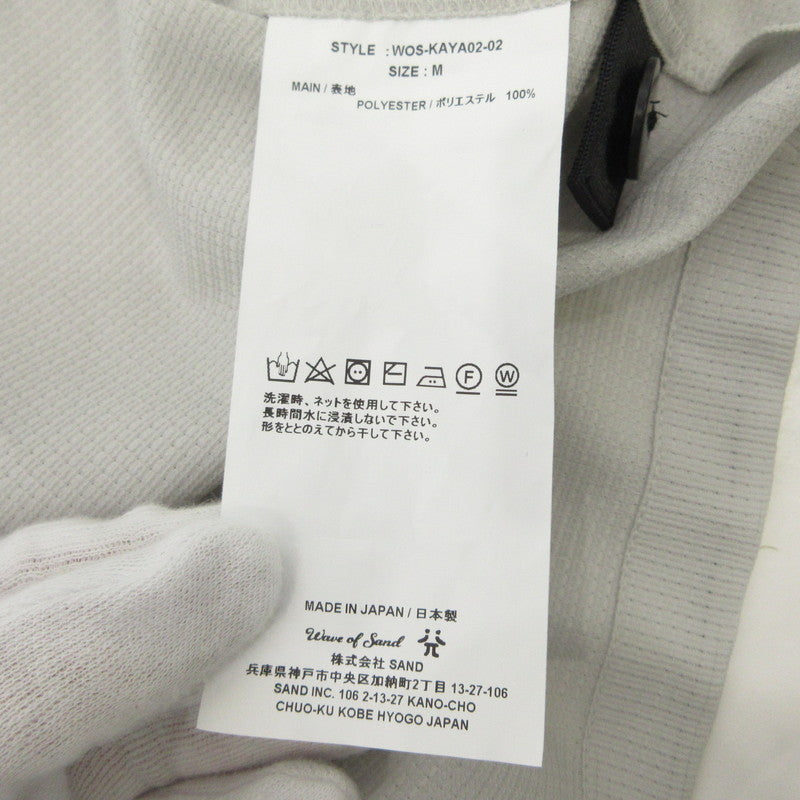 STYLE : WOS-KAYA02-02
SIZE : M
MAIN / 表地
POLYESTER / ポリエステル 100%
F W
洗濯時、ネットを使用して下さい。
長時間水に浸漬しないで下さい。
形をととのえてから干して下さい。
MADE IN JAPAN / 日本製
Wave of Sand
株式会社 SAND
兵庫県神戸市中央区加納町2丁目 13-27-106
SAND INC. 106 2-13-27 KANO-CHO
CHUO-KU KOBE HYOGO JAPAN